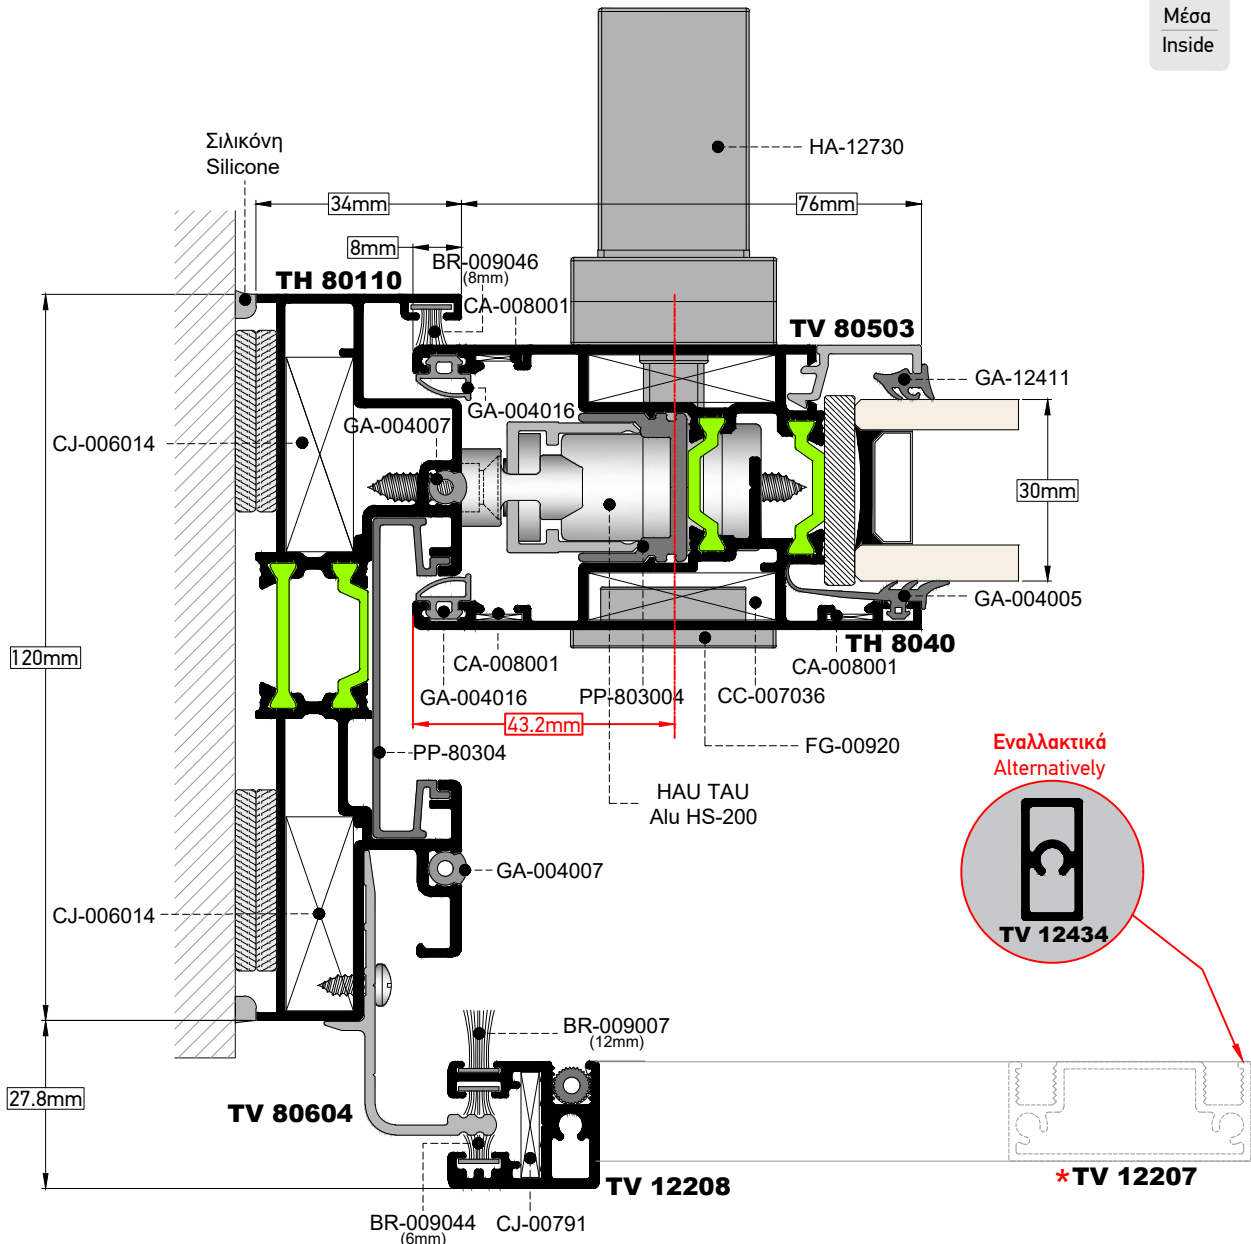 Μέσα
Inside
HA-12730
Σιλικόνη
Silicone
34mm
76mm
8mm
BR-009046
(8mm)
TH 80110
CA-008001
TV 80503
GA-12411
GA-004016
GA-004007
CJ-006014
30mm
GA-004005
TH 8040
120mm
CA-008001
CA-008001
GA-004016
PP-803004
CC-007036
43.2mm
FG-00920
PP-80304
Εναλλακτικά
Alternatively
HAU TAU
Alu HS-200
GA-004007
CJ-006014
TV 12434
BR-009007
(12mm)
27.8mm
TV 80604
TV 12208
*TV 12207
BR-009044
(6mm)
CJ-00791